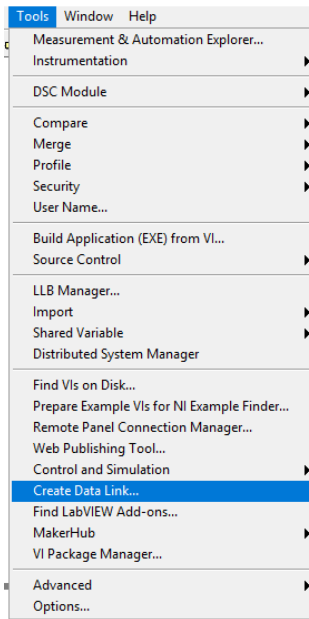 Tools Window Help
Measurement & Automation Explorer...
Instrumentation
DSC Module
Compare
Merge
Profile
Security
User Name...
Build Application (EXE) from VI...
Source Control
LLB Manager...
Import
Shared Variable
Distributed System Manager
Find VIs on Disk...
Prepare Example VIs for NI Example Finder...
Remote Panel Connection Manager...
Web Publishing Tool...
Control and Simulation
Create Data Link...
Find LabVIEW Add-ons...
MakerHub
VI Package Manager...
Advanced
Options...